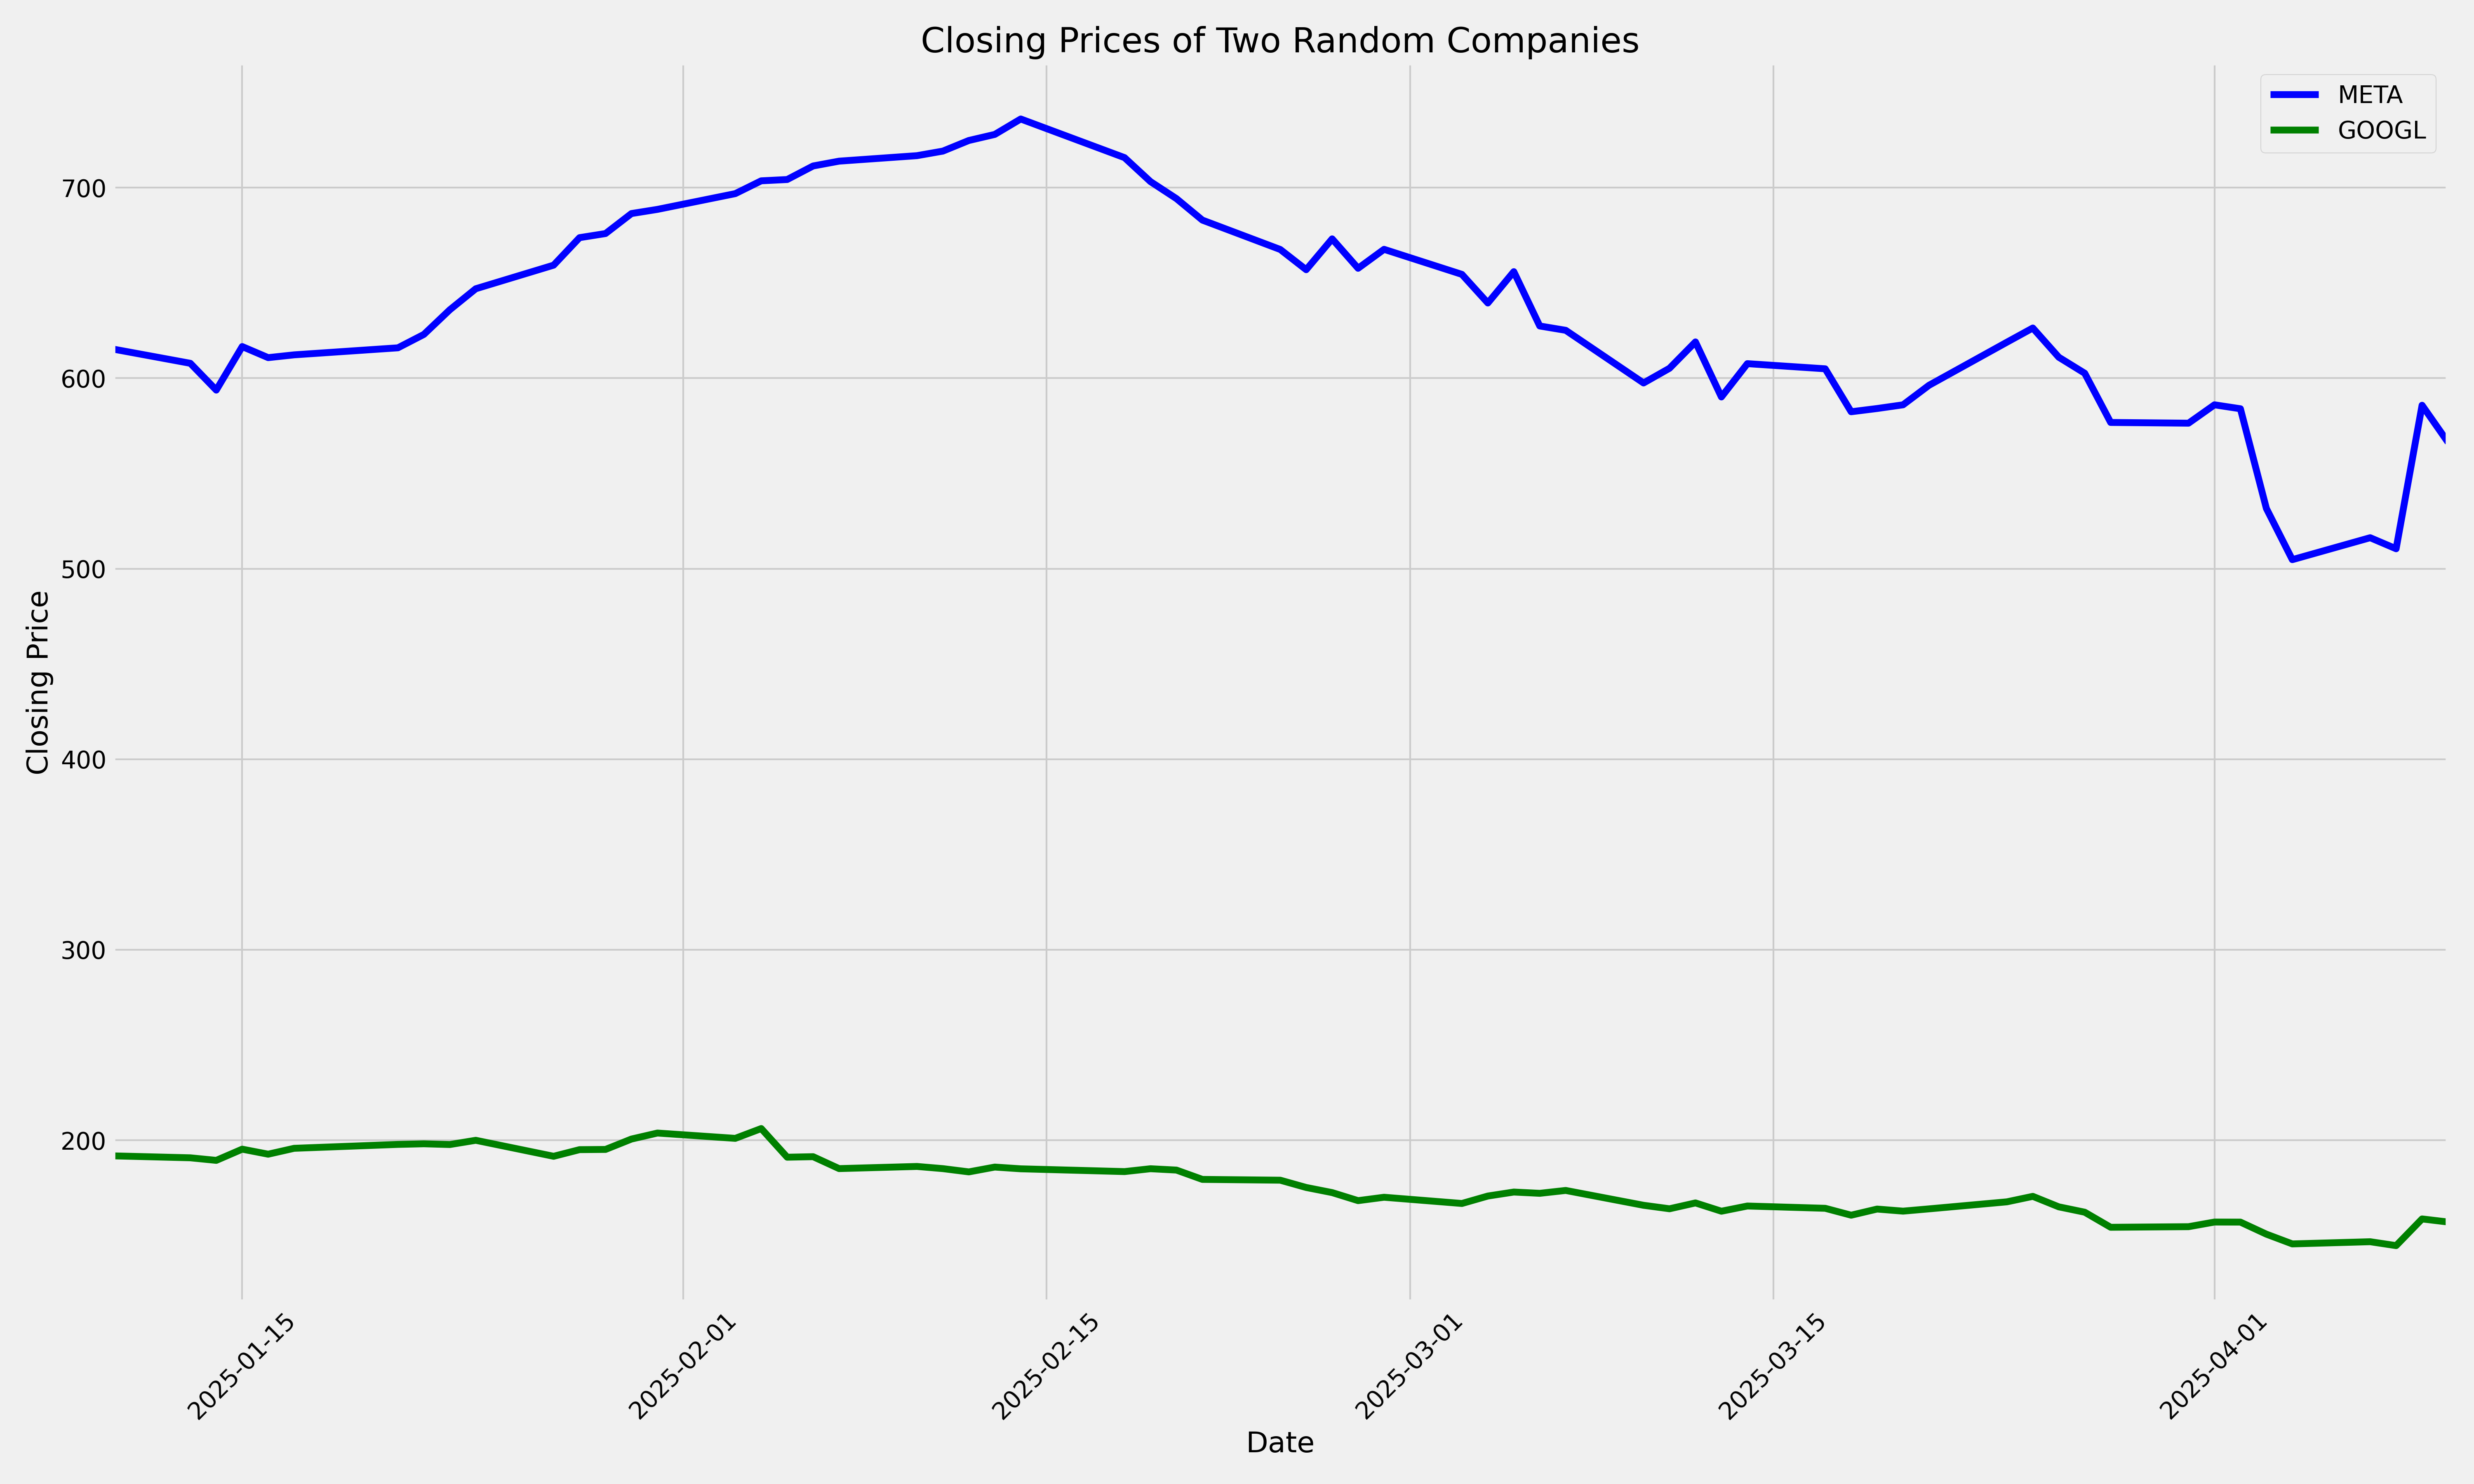 Closing Prices of Two Random Companies
META
GOOGL
Closing Price
700
600
500
400
300
200
2025-01-15
2025-02-01
2025-02-15
2025-03-01
2025-03-15
2025-04-01
Date